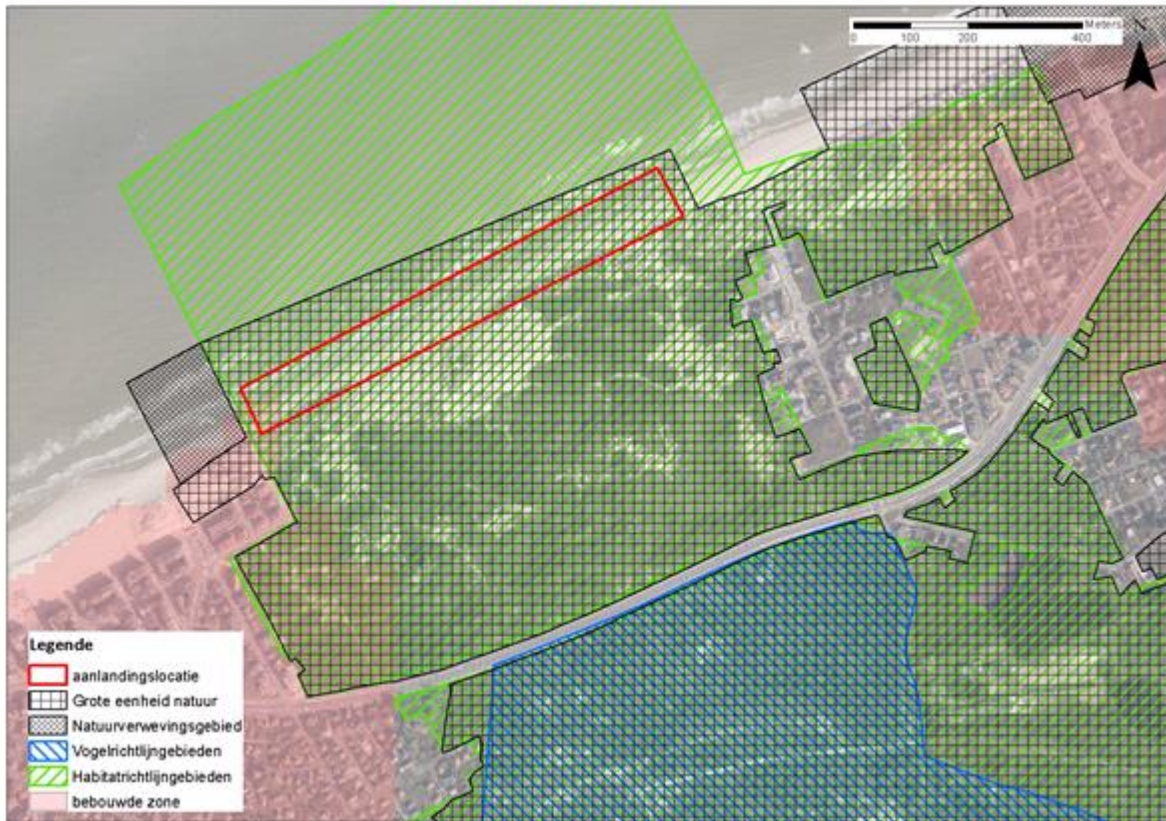 Meters
0 100 200 400
N
Legende
aanlandingslocatie
Grote eenheid natuur
Natuurverwevingsgebied
Vogelrichtlijngebieden
Habitatrichtlijngebieden
bebouwde zone